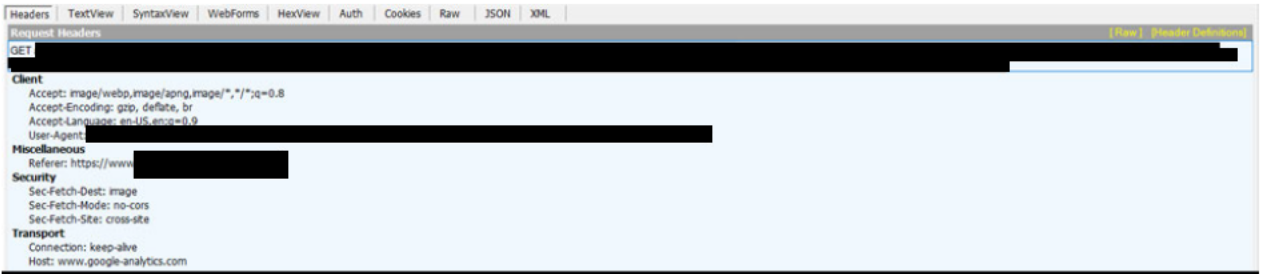 Headers TextView SyntaxView WebForms HexView Auth Cookies Raw JSON XML
Request Headers [Raw] [Header Definitions]
GET
Client
Accept: image/webp,image/apng,image/*,*/*;q=0.8
Accept-Encoding: gzip, deflate, br
Accept-Language: en-US,en;q=0.9
User-Agent:
Miscellaneous
Referer: https://www
Security
Sec-Fetch-Dest: image
Sec-Fetch-Mode: no-cors
Sec-Fetch-Site: cross-site
Transport
Connection: keep-alive
Host: www.google-analytics.com